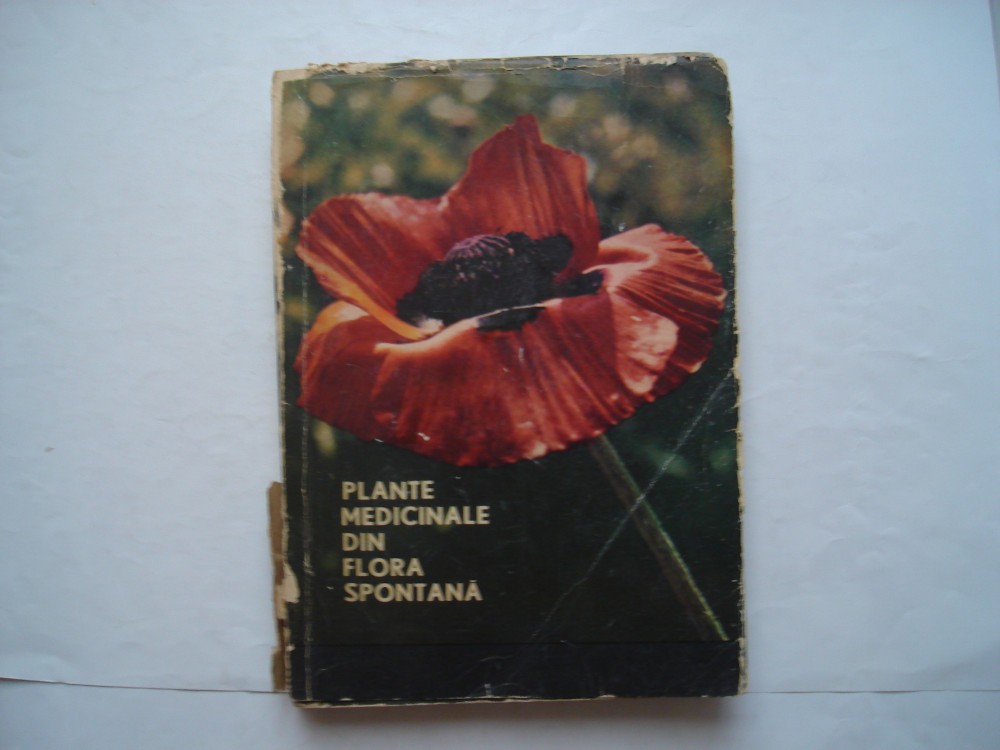 PLANTE
MEDICINALE
DIN
FLORA
SPONTANĂ